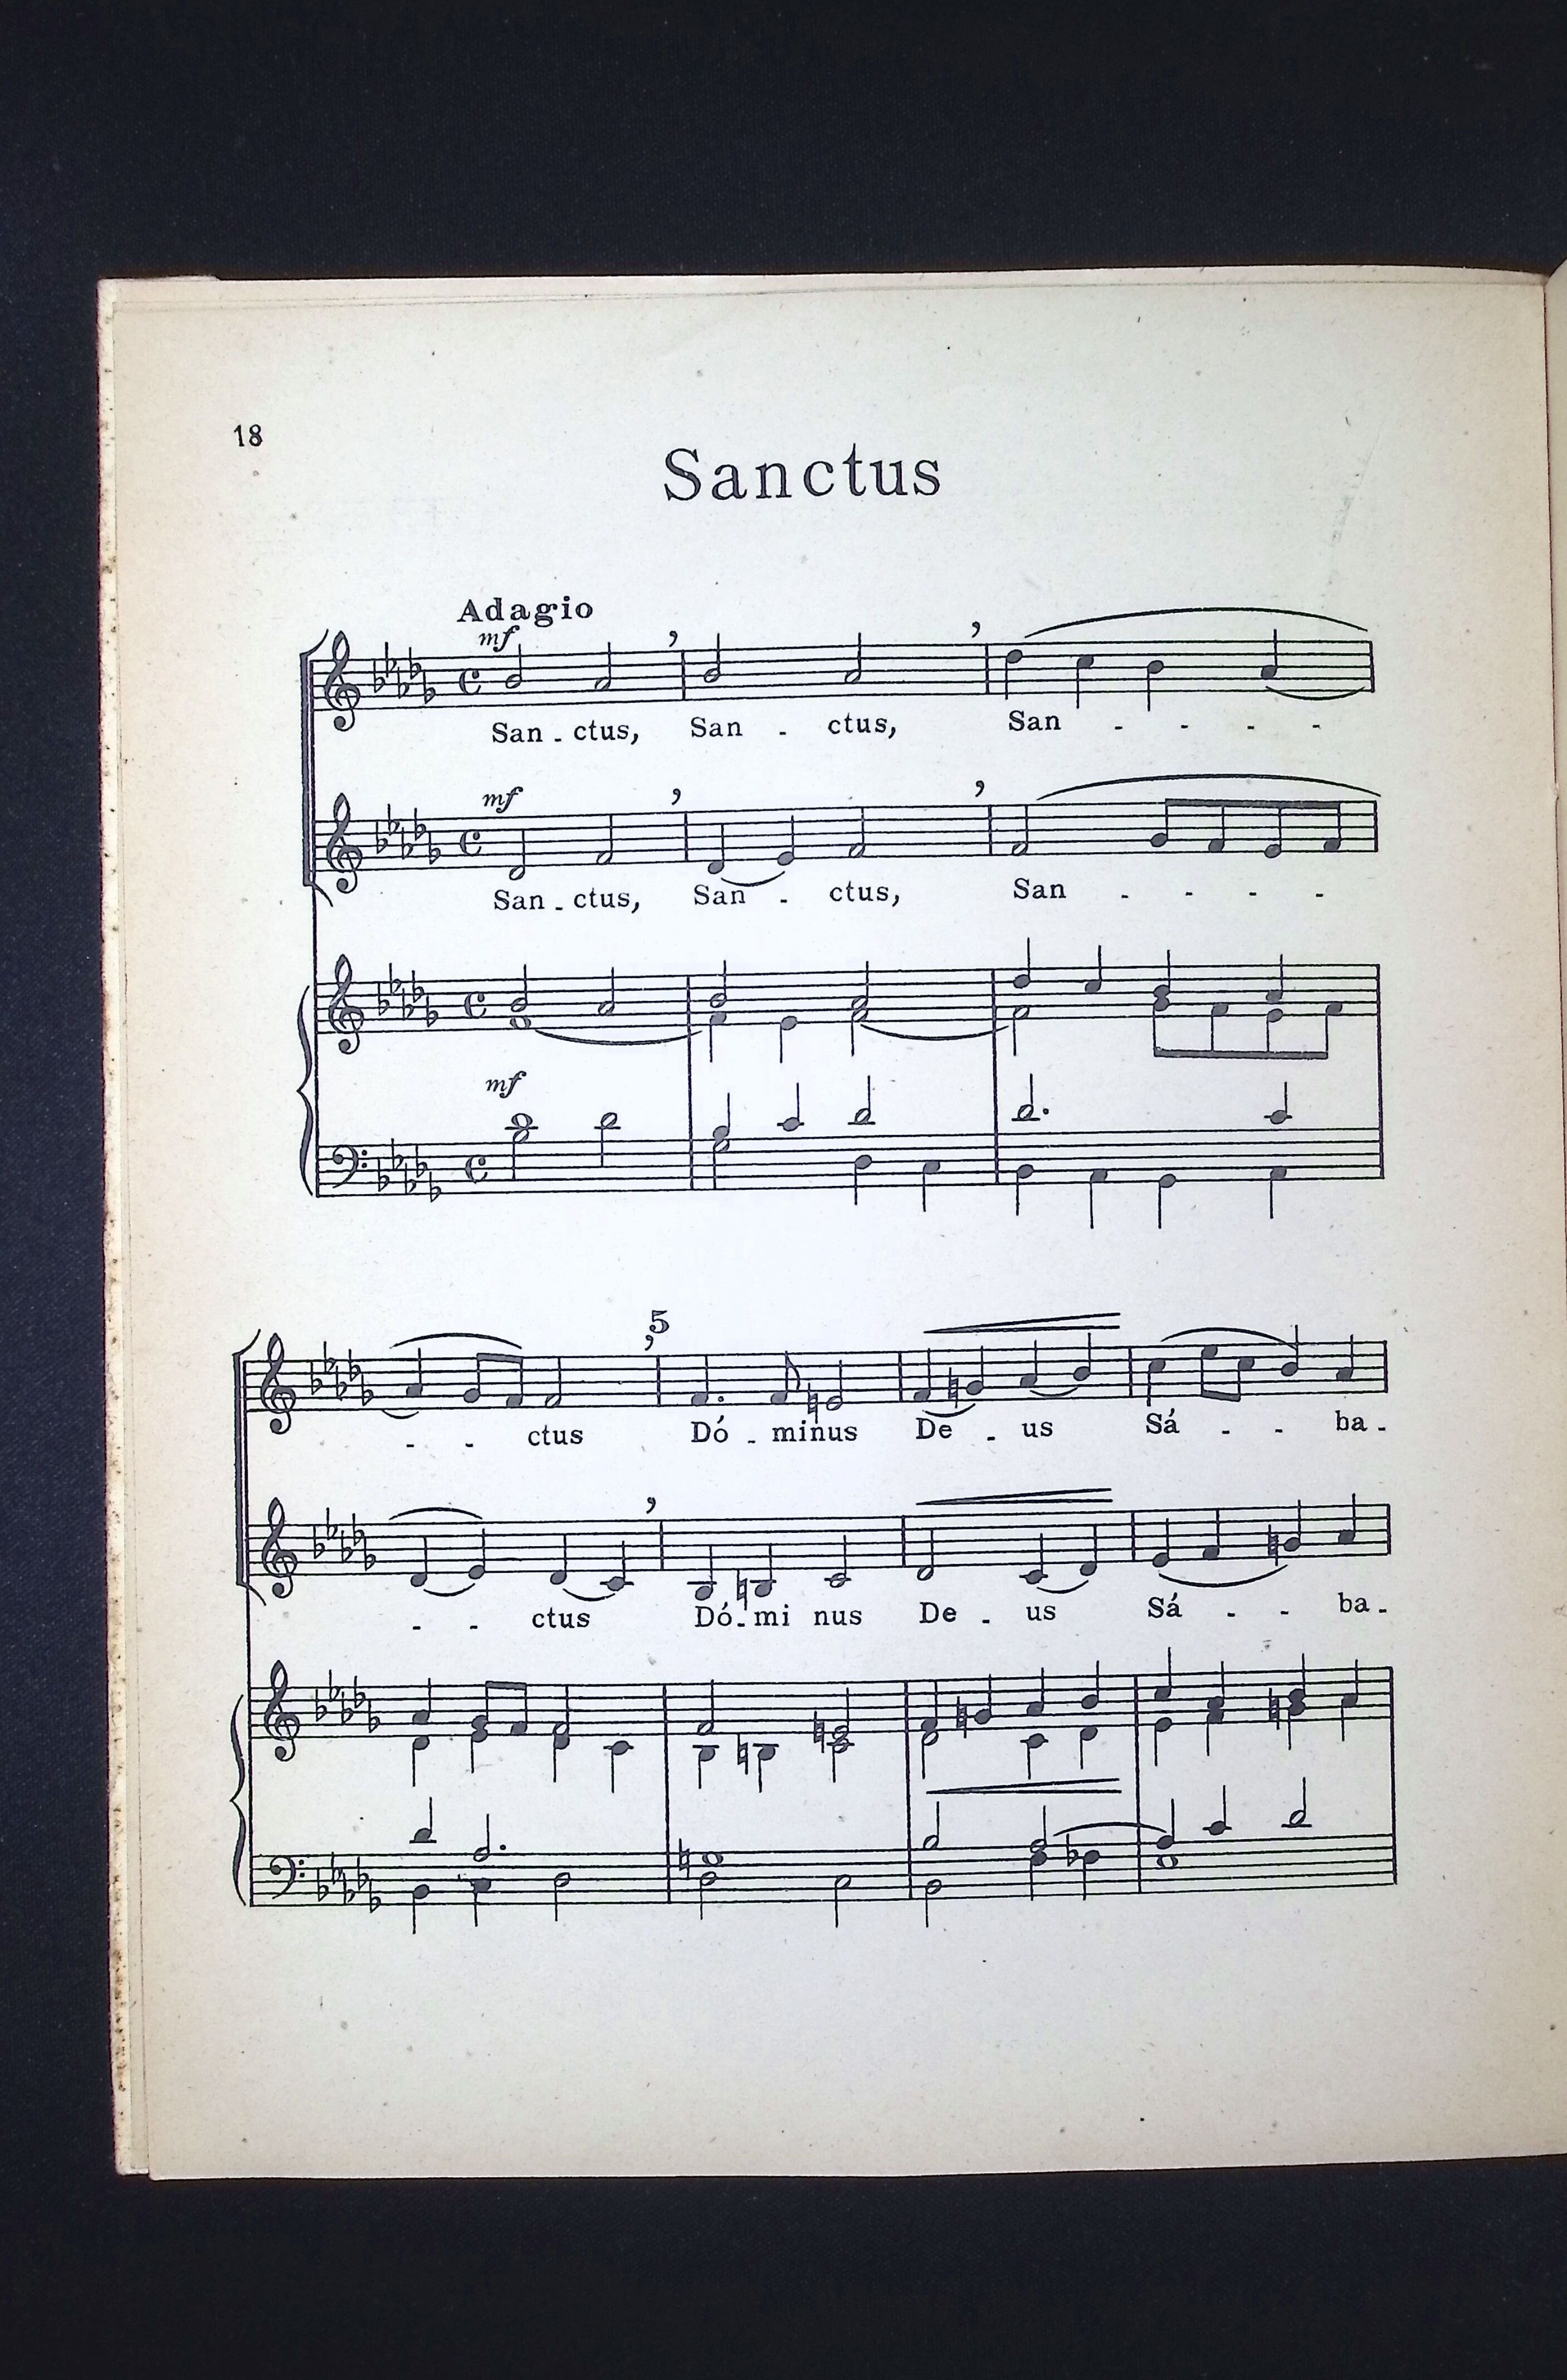 18
Sanctus
Adagio
mf
San - ctus, San - ctus, San - - - -
mf
San - ctus, San - ctus, San - - - -
mf
5
- - ctus Dó - minus De - us Sá - - ba -
- - ctus Dó - mi nus De - us Sá - - ba -